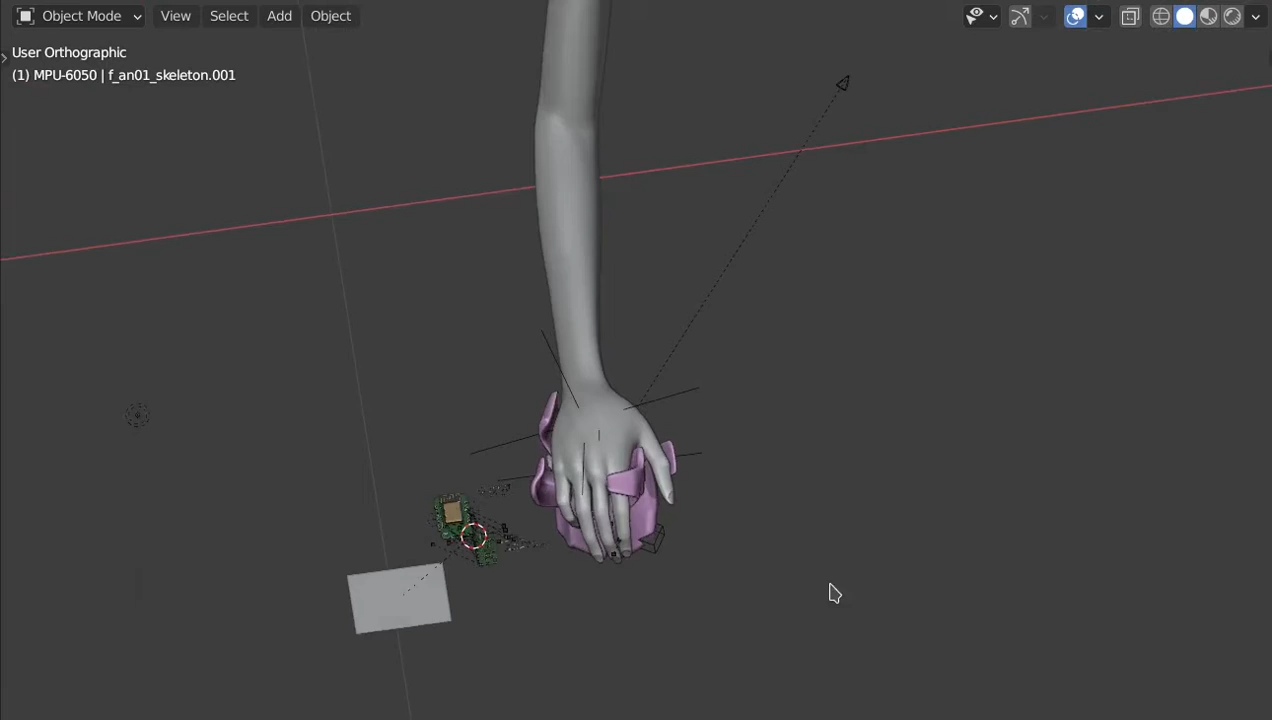 Object Mode View Select Add Object
User Orthographic
(1) MPU-6050 | f_an01_skeleton.001